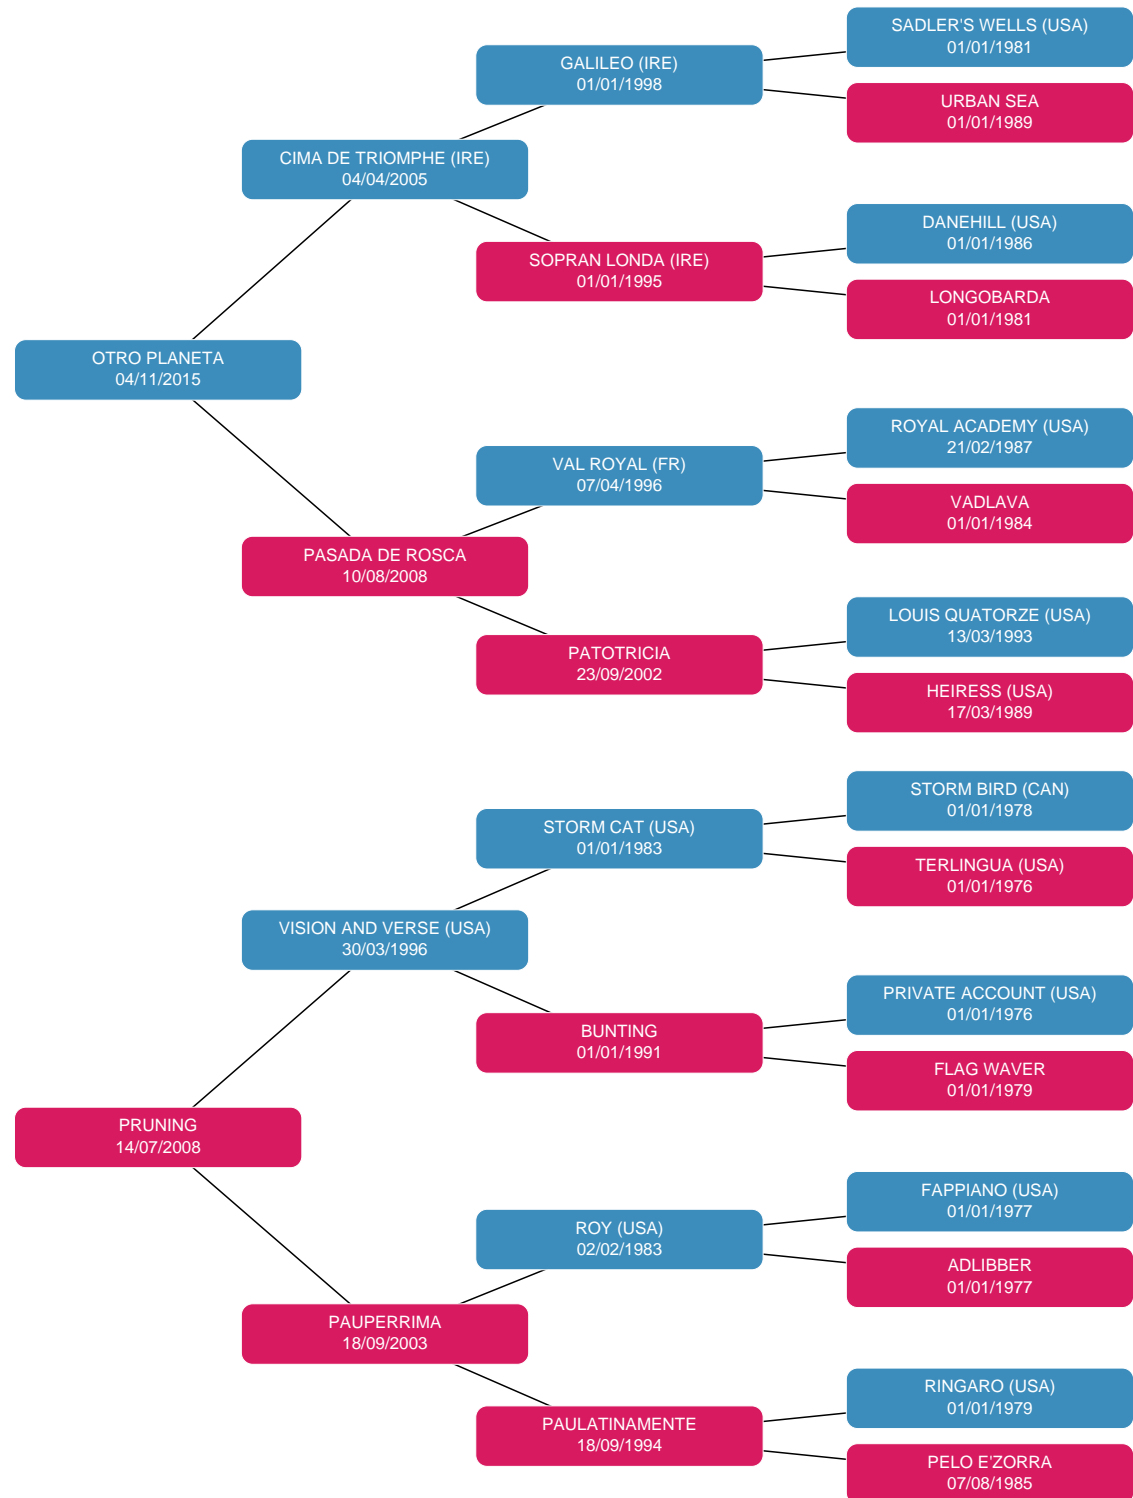 SADLER'S WELLS (USA)
01/01/1981
GALILEO (IRE)
01/01/1998
URBAN SEA
01/01/1989
CIMA DE TRIOMPHE (IRE)
04/04/2005
DANEHILL (USA)
01/01/1986
SOPRAN LONDA (IRE)
01/01/1995
LONGOBARDA
01/01/1981
OTRO PLANETA
04/11/2015
ROYAL ACADEMY (USA)
21/02/1987
VAL ROYAL (FR)
07/04/1996
VADLAVA
01/01/1984
PASADA DE ROSCA
10/08/2008
LOUIS QUATORZE (USA)
13/03/1993
PATOTRICIA
23/09/2002
HEIRESS (USA)
17/03/1989
STORM BIRD (CAN)
01/01/1978
STORM CAT (USA)
01/01/1983
TERLINGUA (USA)
01/01/1976
VISION AND VERSE (USA)
30/03/1996
PRIVATE ACCOUNT (USA)
01/01/1976
BUNTING
01/01/1991
FLAG WAVER
01/01/1979
PRUNING
14/07/2008
FAPPIANO (USA)
01/01/1977
ROY (USA)
02/02/1983
ADLIBBER
01/01/1977
PAUPERRIMA
18/09/2003
RINGARO (USA)
01/01/1979
PAULATINAMENTE
18/09/1994
PELO E'ZORRA
07/08/1985